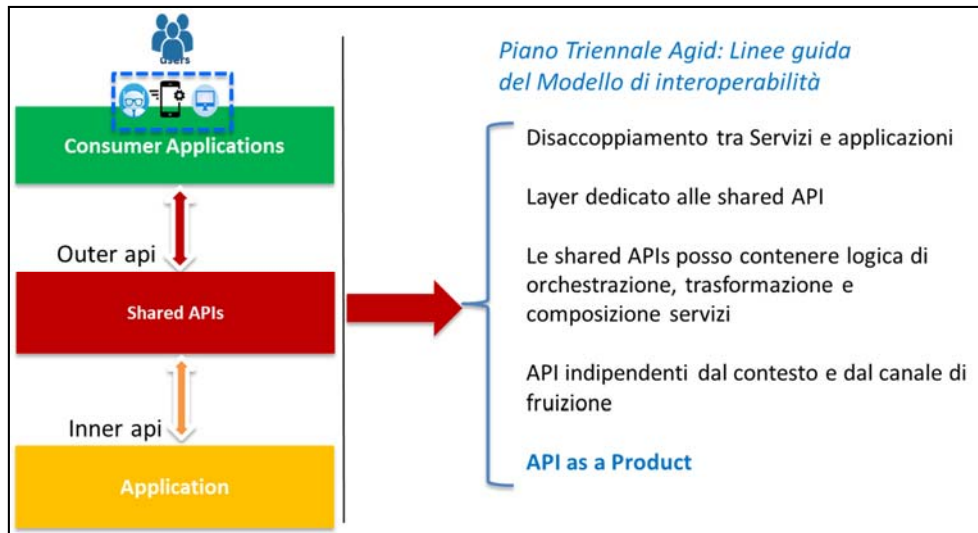 users
Consumer Applications
Outer api
Shared APIs
Inner api
Application
Piano Triennale Agid: Linee guida
del Modello di interoperabilità
Disaccoppiamento tra Servizi e applicazioni
Layer dedicato alle shared API
Le shared APIs posso contenere logica di
orchestrazione, trasformazione e
composizione servizi
API indipendenti dal contesto e dal canale di
fruizione
API as a Product